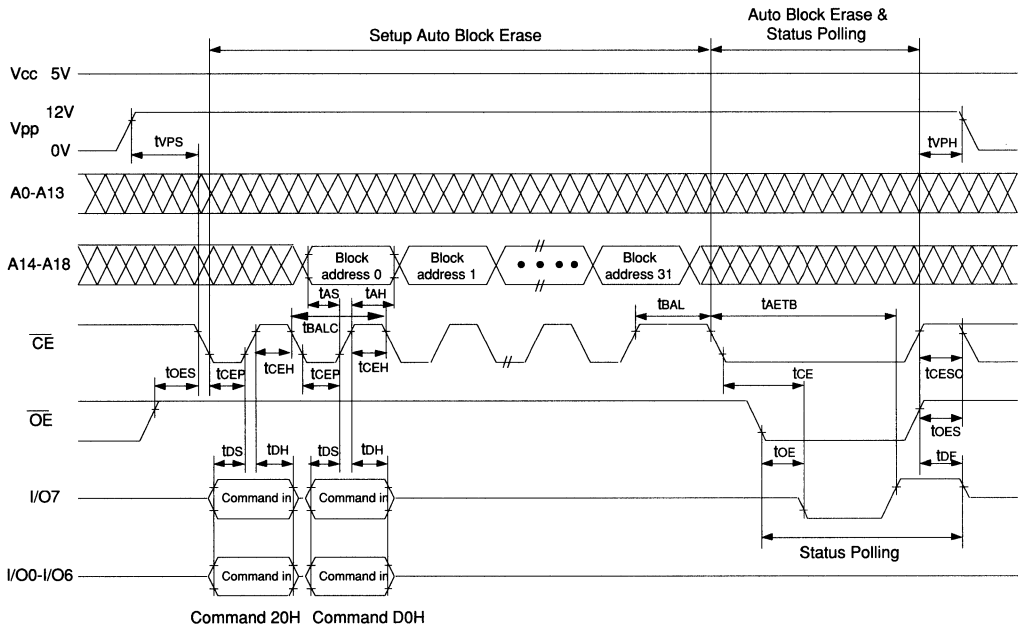 Setup Auto Block Erase
Auto Block Erase &
Status Polling
Vcc 5V
12V
Vpp
0V
tVPS
tVPH
A0-A13
A14-A18
Block
address 0
Block
address 1
Block
address 31
tAS
tAH
tBAL
tAETB
tBALC
CE
tOES
tCEP
tCEH
tCEP
tCEH
tCE
tCESC
OE
tOES
tDS
tDH
tDS
tDH
tOE
tDF
I/O7
Command in
Command in
Status Polling
I/O0-I/O6
Command in
Command in
Command 20H
Command D0H